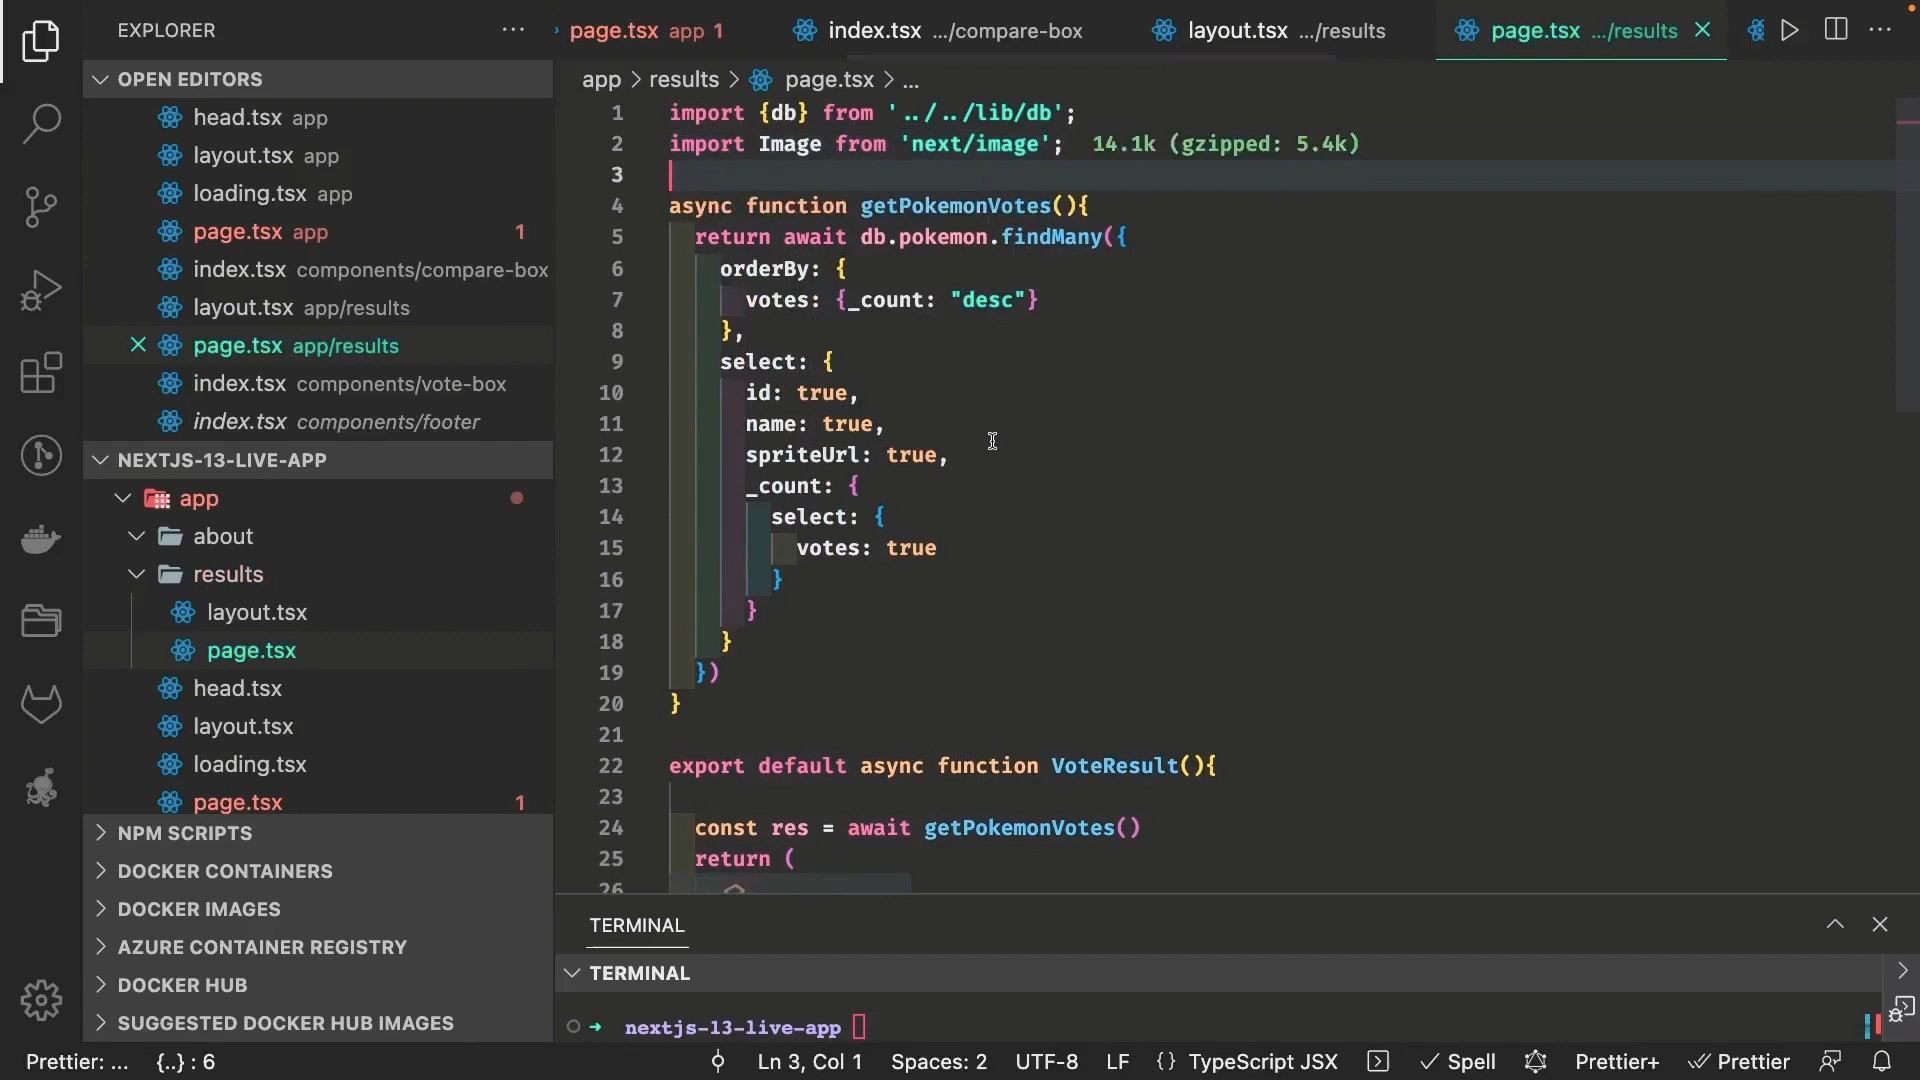 EXPLORER
OPEN EDITORS
head.tsx app
layout.tsx app
loading.tsx app
page.tsx app 1
index.tsx components/compare-box
layout.tsx app/results
page.tsx app/results
index.tsx components/vote-box
index.tsx components/footer
NEXTJS-13-LIVE-APP
app
about
results
layout.tsx
page.tsx
head.tsx
layout.tsx
loading.tsx
page.tsx 1
NPM SCRIPTS
DOCKER CONTAINERS
DOCKER IMAGES
AZURE CONTAINER REGISTRY
DOCKER HUB
SUGGESTED DOCKER HUB IMAGES
page.tsx app 1 index.tsx .../compare-box layout.tsx .../results page.tsx .../results
app > results > page.tsx > ...
1 import {db} from '../../lib/db';
2 import Image from 'next/image'; 14.1k (gzipped: 5.4k)
3
4 async function getPokemonVotes(){
5 return await db.pokemon.findMany({
6 orderBy: {
7 votes: {_count: "desc"}
8 },
9 select: {
10 id: true,
11 name: true,
12 spriteUrl: true,
13 _count: {
14 select: {
15 votes: true
16 }
17 }
18 }
19 })
20 }
21
22 export default async function VoteResult(){
23
24 const res = await getPokemonVotes()
25 return (
26 <>
TERMINAL
TERMINAL
nextjs-13-live-app
Prettier: ... {..} : 6 Ln 3, Col 1 Spaces: 2 UTF-8 LF {} TypeScript JSX Spell Prettier+ Prettier